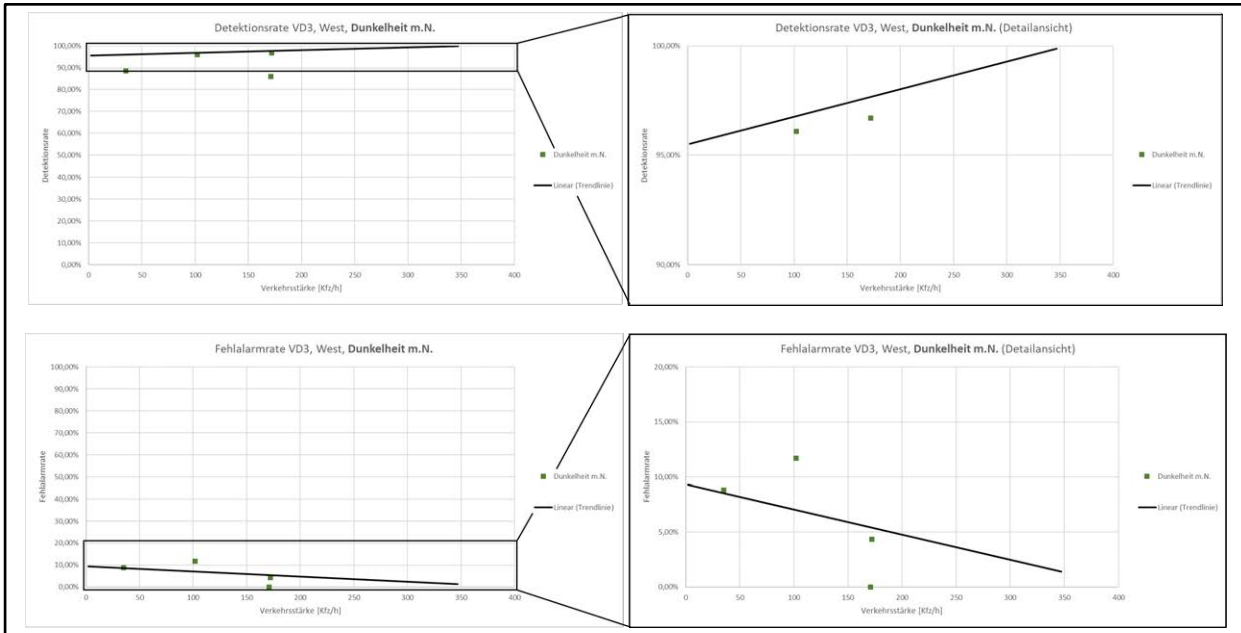 Detektionsrate VD3, West, Dunkelheit m.N.
100,00%
90,00%
80,00%
70,00%
60,00%
50,00%
40,00%
30,00%
20,00%
10,00%
0,00%
Detektionsrate
0 50 100 150 200 250 300 350 400
Verkehrsstärke [Kfz/h]
Dunkelheit m.N.
Linear (Trendlinie)
Detektionsrate VD3, West, Dunkelheit m.N. (Detailansicht)
100,00%
95,00%
90,00%
Detektionsrate
0 50 100 150 200 250 300 350 400
Verkehrsstärke [Kfz/h]
Dunkelheit m.N.
Linear (Trendlinie)
Fehlalarmrate VD3, West, Dunkelheit m.N.
100,00%
90,00%
80,00%
70,00%
60,00%
50,00%
40,00%
30,00%
20,00%
10,00%
0,00%
Fehlalarmrate
0 50 100 150 200 250 300 350 400
Verkehrsstärke [Kfz/h]
Dunkelheit m.N.
Linear (Trendlinie)
Fehlalarmrate VD3, West, Dunkelheit m.N. (Detailansicht)
20,00%
15,00%
10,00%
5,00%
0,00%
Fehlalarmrate
0 50 100 150 200 250 300 350 400
Verkehrsstärke [Kfz/h]
Dunkelheit m.N.
Linear (Trendlinie)